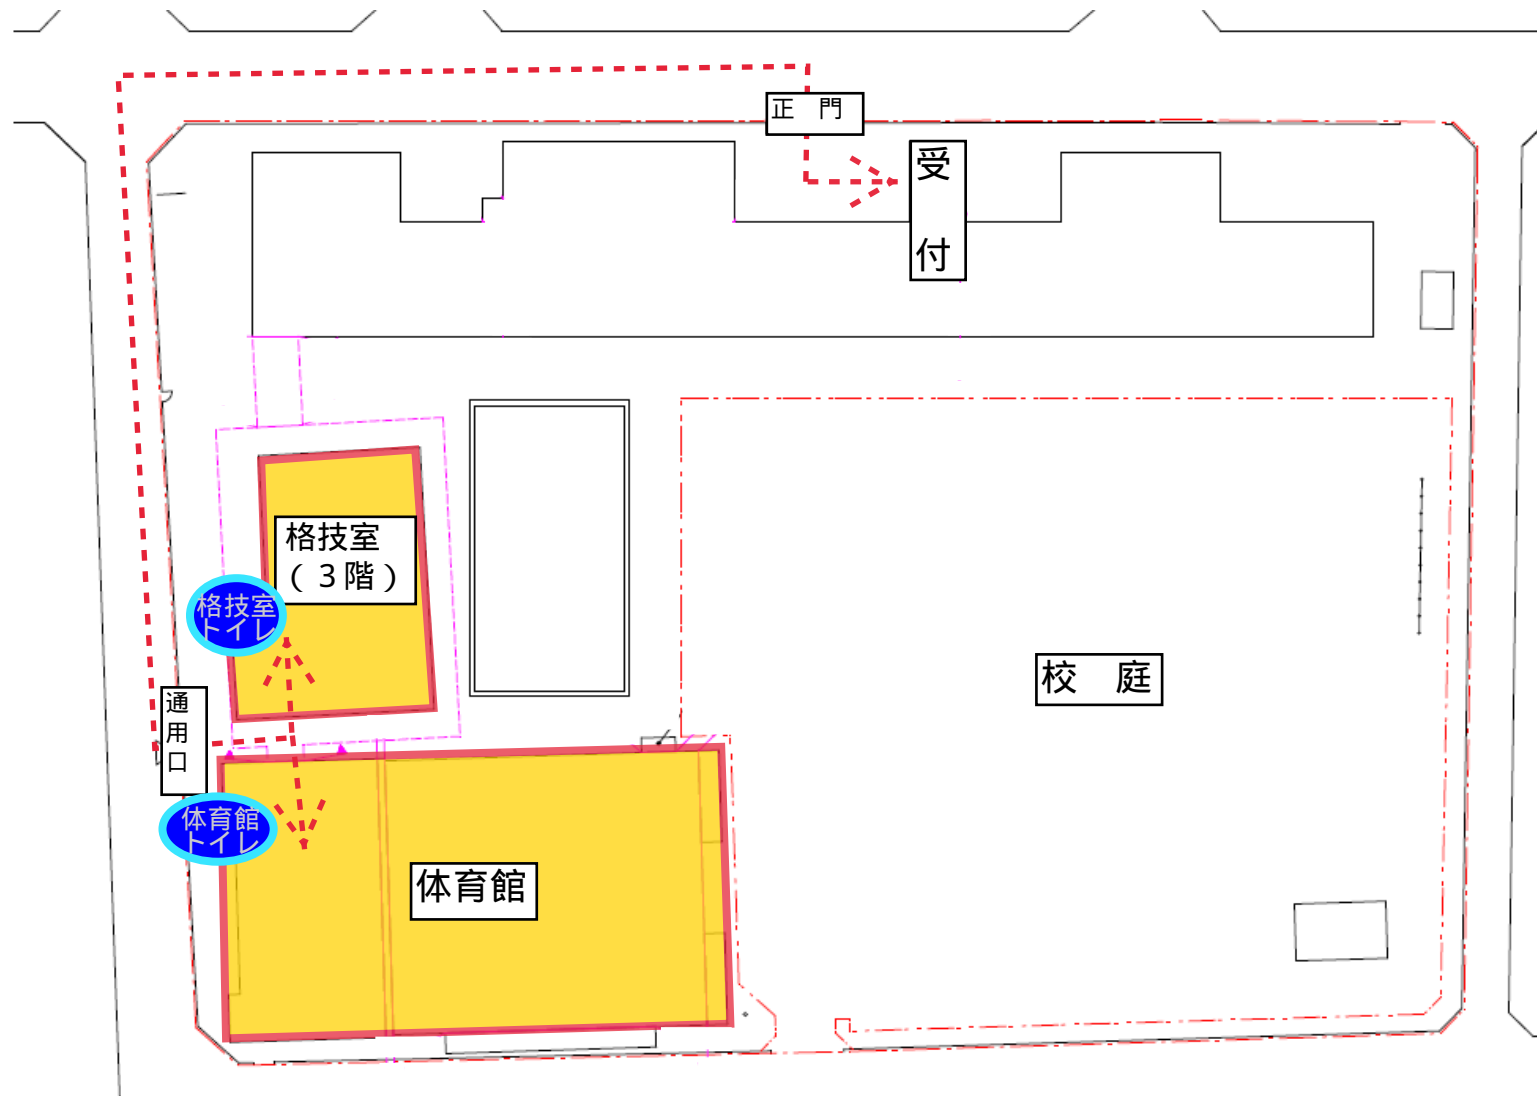 正　門
受
付
格技室
（３階）
格技室
トイレ
校　庭
通
用
口
体育館
トイレ
体育館